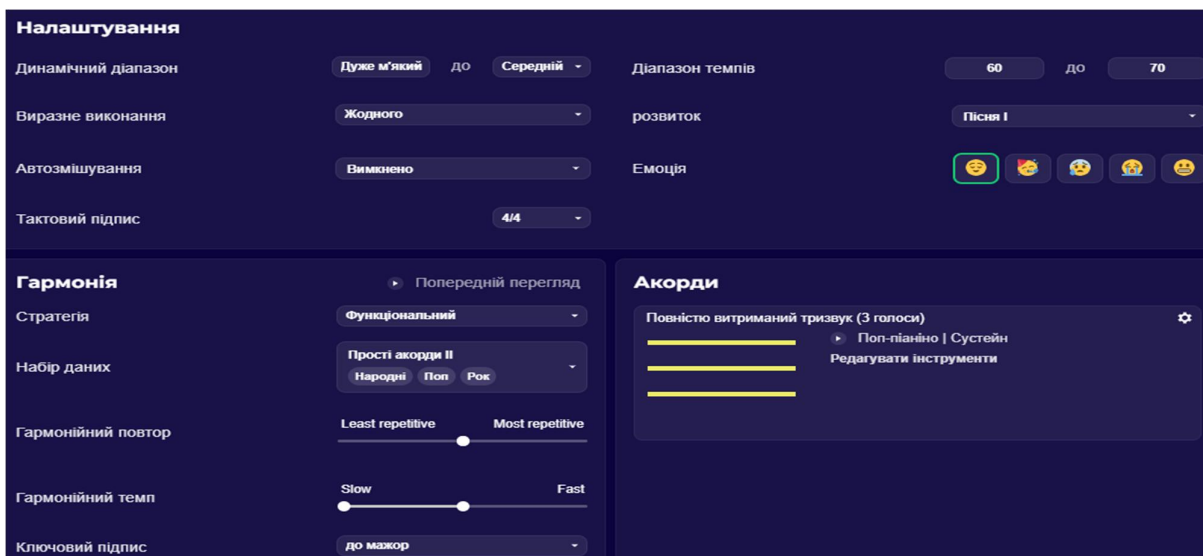 Налаштування
Динамічний діапазон Дуже м'який до Середній
Діапазон темпів 60 до 70
Виразне виконання Жодного
розвиток Пісня I
Автозмішування Вимкнено
Емоція
Тактовий підпис 4/4
Гармонія Попередній перегляд
Стратегія Функціональний
Набір даних Прості акорди II
Народні Поп Рок
Гармонійний повтор Least repetitive Most repetitive
Гармонійний темп Slow Fast
Ключовий підпис до мажор
Акорди
Повністю витриманий тризвук (3 голоси)
Поп-піаніно | Сустейн
Редагувати інструменти